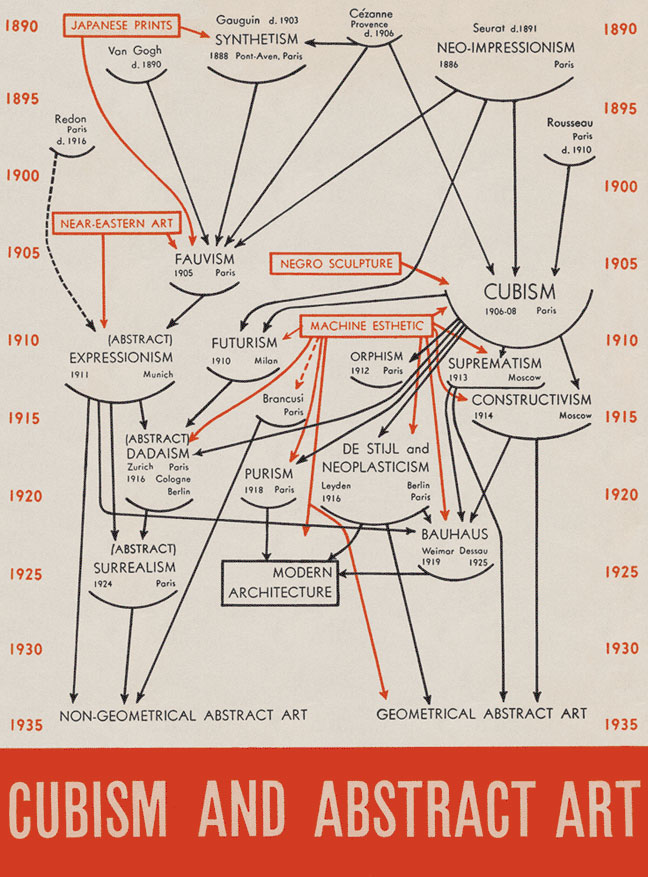 1890
JAPANESE PRINTS
Gauguin d. 1903
SYNTHETISM
1888 Pont-Aven, Paris
Cézanne
Provence
d. 1906
Seurat d.1891
NEO-IMPRESSIONISM
1886 Paris
1890
Van Gogh
d. 1890
1895
1895
Redon
Paris
d. 1916
Rousseau
Paris
d. 1910
1900
1900
NEAR-EASTERN ART
1905
FAUVISM
1905 Paris
NEGRO SCULPTURE
1905
CUBISM
1906-08 Paris
1910
(ABSTRACT)
EXPRESSIONISM
1911 Munich
FUTURISM
1910 Milan
MACHINE ESTHETIC
ORPHISM
1912 Paris
SUPREMATISM
1913 Moscow
1910
Brancusi
Paris
CONSTRUCTIVISM
1914 Moscow
1915
1915
(ABSTRACT)
DADAISM
Zurich Paris
1916 Cologne
Berlin
PURISM
1918 Paris
DE STIJL and
NEOPLASTICISM
Leyden Berlin
1916 Paris
1920
1920
(ABSTRACT)
SURREALISM
1924 Paris
BAUHAUS
Weimar Dessau
1919 1925
1925
MODERN
ARCHITECTURE
1925
1930
1930
NON-GEOMETRICAL ABSTRACT ART
GEOMETRICAL ABSTRACT ART
1935
1935
CUBISM AND ABSTRACT ART